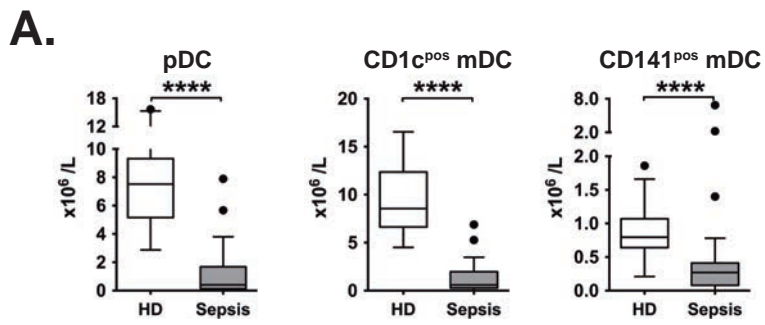 A.
pDC
CD1cᵖᵒˢ mDC
CD141ᵖᵒˢ mDC
****
****
****
x10⁶ /L
18
12
10
8
6
4
2
0
HD
Sepsis
x10⁶ /L
20
15
10
5
0
HD
Sepsis
x10⁶ /L
8.0
2.0
2.0
1.5
1.0
0.5
0.0
HD
Sepsis